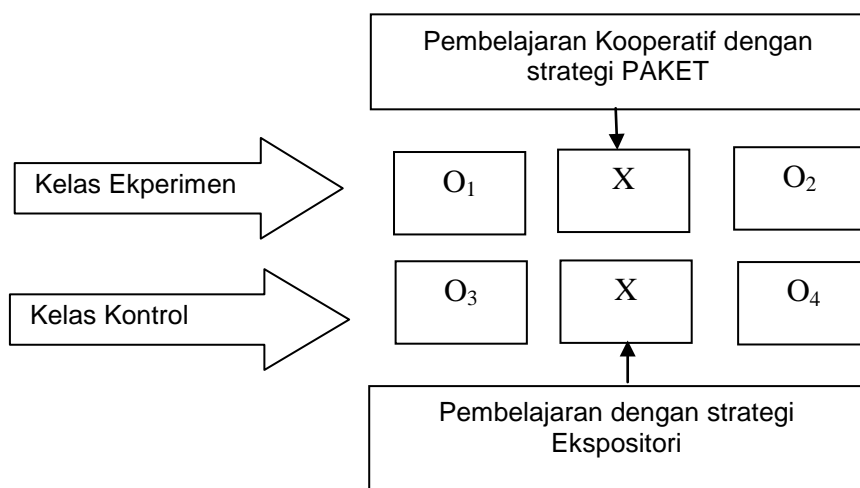 Pembelajaran Kooperatif dengan
strategi PAKET
Kelas Ekperimen
O₁
X
O₂
Kelas Kontrol
O₃
X
O₄
Pembelajaran dengan strategi
Ekspositori